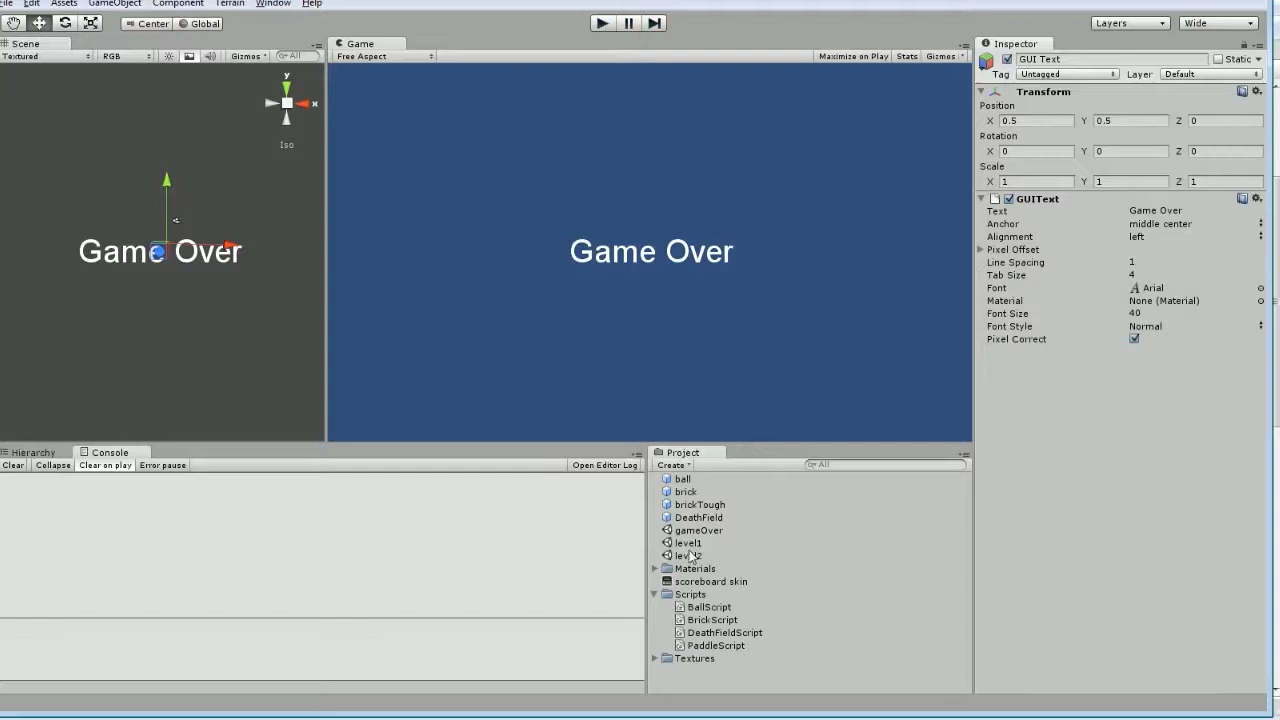 File Edit Assets GameObject Component Terrain Window Help
Center Global Layers Wide
Scene Game Inspector
Textured RGB Gizmos All Free Aspect Maximize on Play Stats Gizmos
GUI Text Static
Tag Untagged Layer Default
Transform
Position
X 0.5 Y 0.5 Z 0
Rotation
X 0 Y 0 Z 0
Scale
X 1 Y 1 Z 1
GUIText
Text Game Over
Anchor middle center
Alignment left
Pixel Offset
Line Spacing 1
Tab Size 4
Font A Arial
Material None (Material)
Font Size 40
Font Style Normal
Pixel Correct
y
x
Iso
Game Over
Game Over
Hierarchy Console
Clear Collapse Clear on play Error pause Open Editor Log
Project
Create All
ball
brick
brickTough
DeathField
gameOver
level1
level2
Materials
scoreboard skin
Scripts
BallScript
BrickScript
DeathFieldScript
PaddleScript
Textures